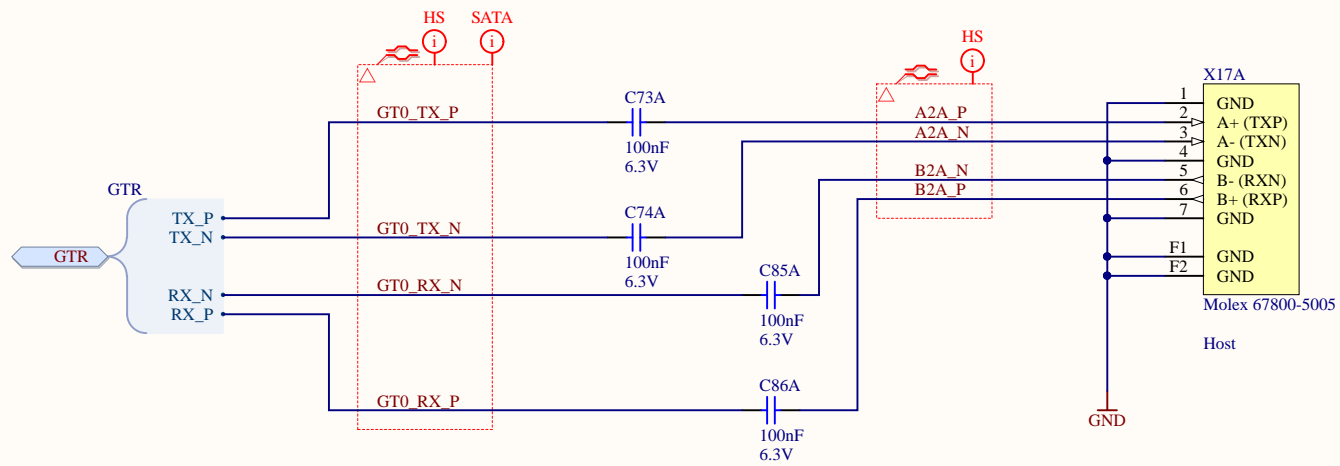 HS
SATA
i
i
HS
i
X17A
C73A
GT0_TX_P
A2A_P
1
GND
2
A+ (TXP)
A2A_N
3
A- (TXN)
100nF
6.3V
4
GND
B2A_N
5
B- (RXN)
B2A_P
6
B+ (RXP)
7
GND
GTR
TX_P
TX_N
GT0_TX_N
C74A
100nF
6.3V
GTR
F1
GND
F2
GND
C85A
RX_N
GT0_RX_N
RX_P
100nF
6.3V
Molex 67800-5005
Host
C86A
GT0_RX_P
100nF
6.3V
GND